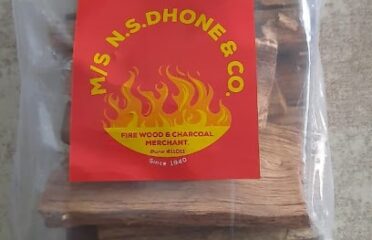 M/S N.S.DHONE & CO.
FIRE WOOD & CHARCOAL
MERCHANT.
Since 1940